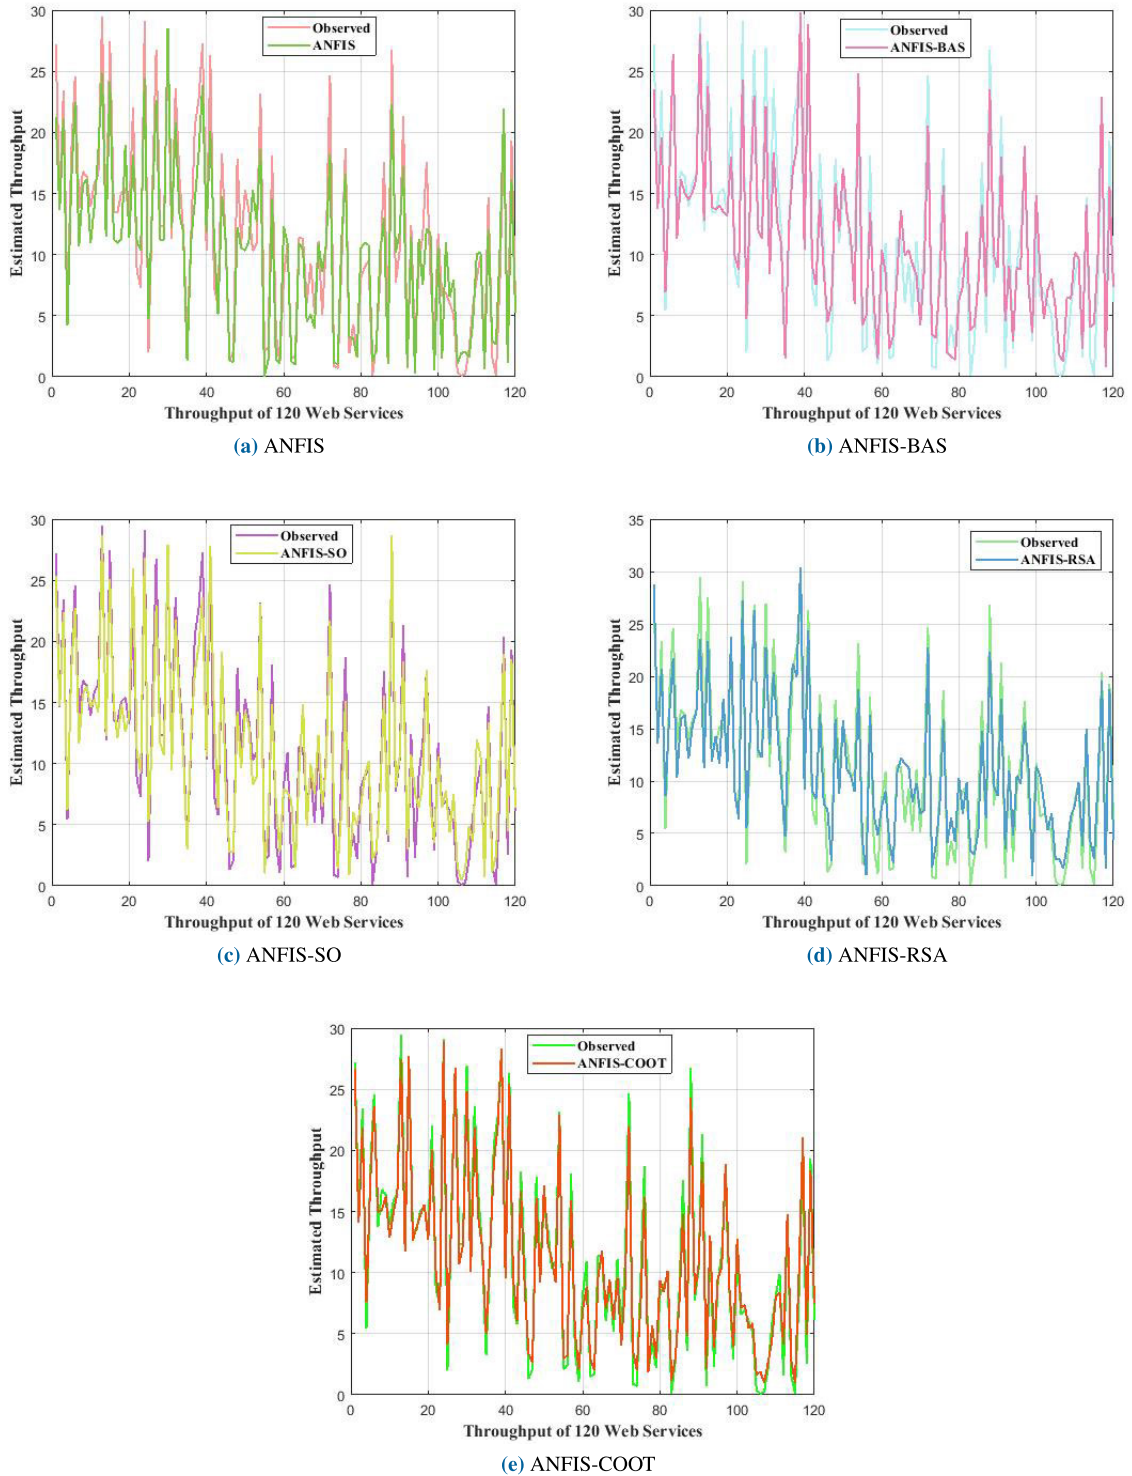 Observed
ANFIS
Estimated Throughput
30
25
20
15
10
5
0
0 20 40 60 80 100 120
Throughput of 120 Web Services
(a) ANFIS
Observed
ANFIS-BAS
Estimated Throughput
30
25
20
15
10
5
0
0 20 40 60 80 100 120
Throughput of 120 Web Services
(b) ANFIS-BAS
Observed
ANFIS-SO
Estimated Throughput
30
25
20
15
10
5
0
0 20 40 60 80 100 120
Throughput of 120 Web Services
(c) ANFIS-SO
Observed
ANFIS-RSA
Estimated Throughput
35
30
25
20
15
10
5
0
0 20 40 60 80 100 120
Throughput of 120 Web Services
(d) ANFIS-RSA
Observed
ANFIS-COOT
Estimated Throughput
30
25
20
15
10
5
0
0 20 40 60 80 100 120
Throughput of 120 Web Services
(e) ANFIS-COOT